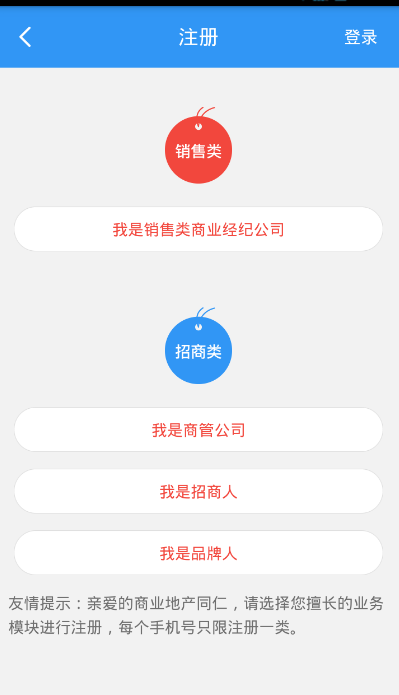 注册
登录
销售类
我是销售类商业经纪公司
招商类
我是商管公司
我是招商人
我是品牌人
友情提示：亲爱的商业地产同仁，请选择您擅长的业务
模块进行注册，每个手机号只限注册一类。